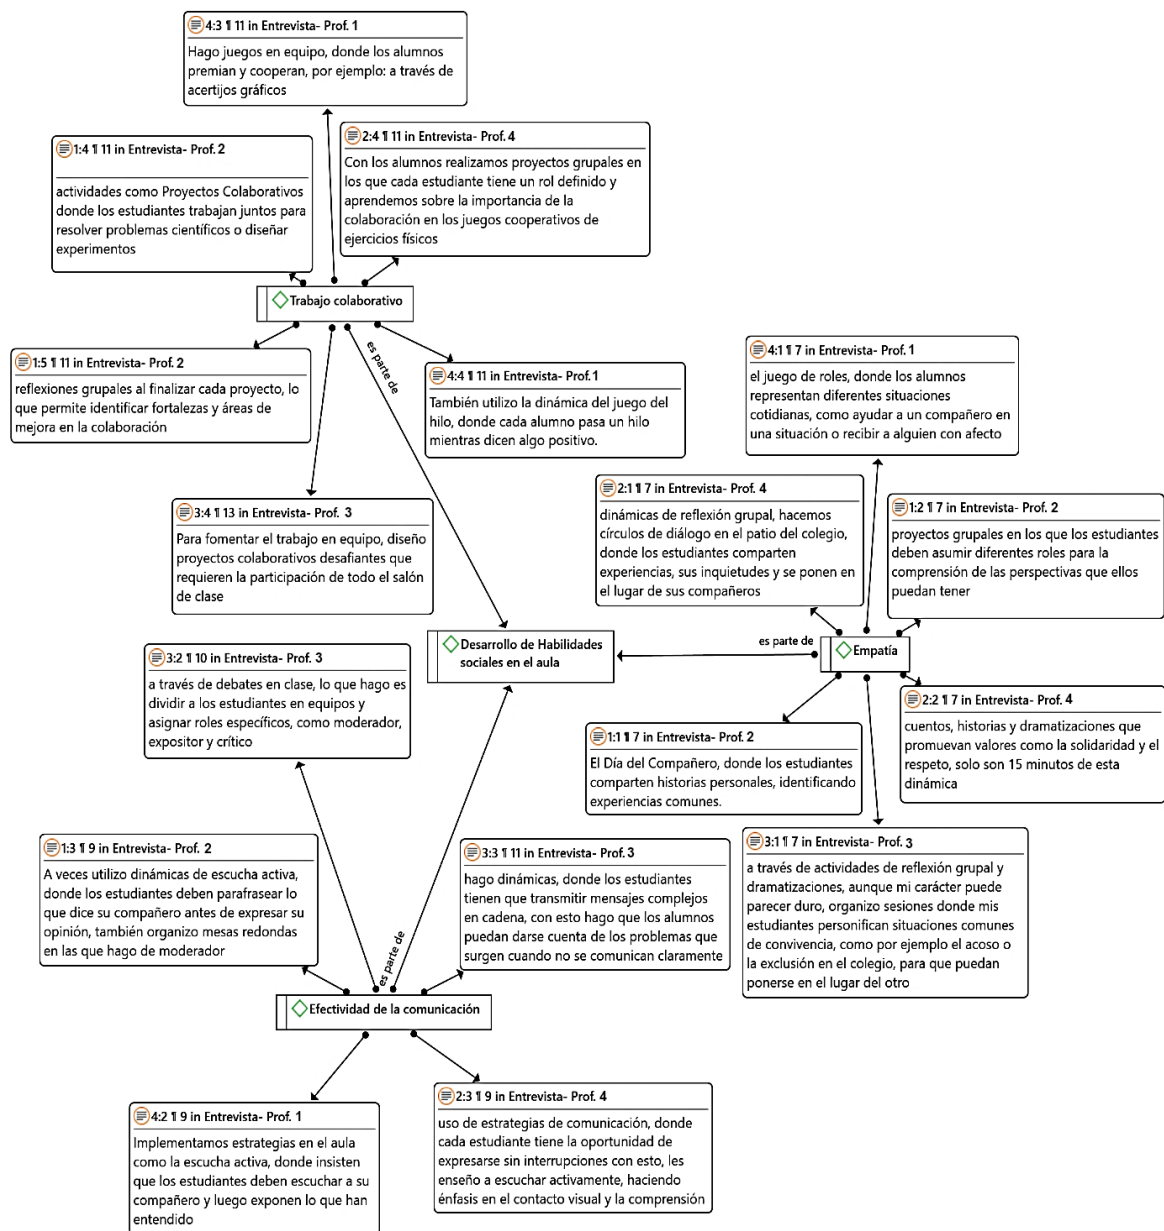 4:3 ¶ 11 in Entrevista- Prof. 1
Hago juegos en equipo, donde los alumnos
premian y cooperan, por ejemplo: a través de
acertijos gráficos
1:4 ¶ 11 in Entrevista- Prof. 2
actividades como Proyectos Colaborativos
donde los estudiantes trabajan juntos para
resolver problemas científicos o diseñar
experimentos
2:4 ¶ 11 in Entrevista- Prof. 4
Con los alumnos realizamos proyectos grupales en
los que cada estudiante tiene un rol definido y
aprendemos sobre la importancia de la
colaboración en los juegos cooperativos de
ejercicios físicos
Trabajo colaborativo
1:5 ¶ 11 in Entrevista- Prof. 2
reflexiones grupales al finalizar cada proyecto, lo
que permite identificar fortalezas y áreas de
mejora en la colaboración
es parte de
4:4 ¶ 11 in Entrevista- Prof. 1
También utilizo la dinámica del juego del
hilo, donde cada alumno pasa un hilo
mientras dicen algo positivo.
4:1 ¶ 7 in Entrevista- Prof. 1
el juego de roles, donde los alumnos
representan diferentes situaciones
cotidianas, como ayudar a un compañero en
una situación o recibir a alguien con afecto
3:4 ¶ 13 in Entrevista- Prof. 3
Para fomentar el trabajo en equipo, diseño
proyectos colaborativos desafiantes que
requieren la participación de todo el salón
de clase
2:1 ¶ 7 in Entrevista- Prof. 4
dinámicas de reflexión grupal, hacemos
círculos de diálogo en el patio del colegio,
donde los estudiantes comparten
experiencias, sus inquietudes y se ponen en
el lugar de sus compañeros
1:2 ¶ 7 in Entrevista- Prof. 2
proyectos grupales en los que los estudiantes
deben asumir diferentes roles para la
comprensión de las perspectivas que ellos
puedan tener
Desarrollo de Habilidades
sociales en el aula
es parte de
Empatía
3:2 ¶ 10 in Entrevista- Prof. 3
a través de debates en clase, lo que hago es
dividir a los estudiantes en equipos y
asignar roles específicos, como moderador,
expositor y crítico
1:1 ¶ 7 in Entrevista- Prof. 2
El Día del Compañero, donde los estudiantes
comparten historias personales, identificando
experiencias comunes.
2:2 ¶ 7 in Entrevista- Prof. 4
cuentos, historias y dramatizaciones que
promuevan valores como la solidaridad y el
respeto, solo son 15 minutos de esta
dinámica
1:3 ¶ 9 in Entrevista- Prof. 2
A veces utilizo dinámicas de escucha activa,
donde los estudiantes deben parafrasear lo
que dice su compañero antes de expresar su
opinión, también organizo mesas redondas
en las que hago de moderador
3:3 ¶ 11 in Entrevista- Prof. 3
hago dinámicas, donde los estudiantes
tienen que transmitir mensajes complejos
en cadena, con esto hago que los alumnos
puedan darse cuenta de los problemas que
surgen cuando no se comunican claramente
3:1 ¶ 7 in Entrevista- Prof. 3
a través de actividades de reflexión grupal y
dramatizaciones, aunque mi carácter puede
parecer duro, organizo sesiones donde mis
estudiantes personifican situaciones comunes
de convivencia, como por ejemplo el acoso o
la exclusión en el colegio, para que puedan
ponerse en el lugar del otro
es parte de
Efectividad de la comunicación
4:2 ¶ 9 in Entrevista- Prof. 1
Implementamos estrategias en el aula
como la escucha activa, donde insisten
que los estudiantes deben escuchar a su
compañero y luego exponen lo que han
entendido
2:3 ¶ 9 in Entrevista- Prof. 4
uso de estrategias de comunicación, donde
cada estudiante tiene la oportunidad de
expresarse sin interrupciones con esto, les
enseño a escuchar activamente, haciendo
énfasis en el contacto visual y la comprensión